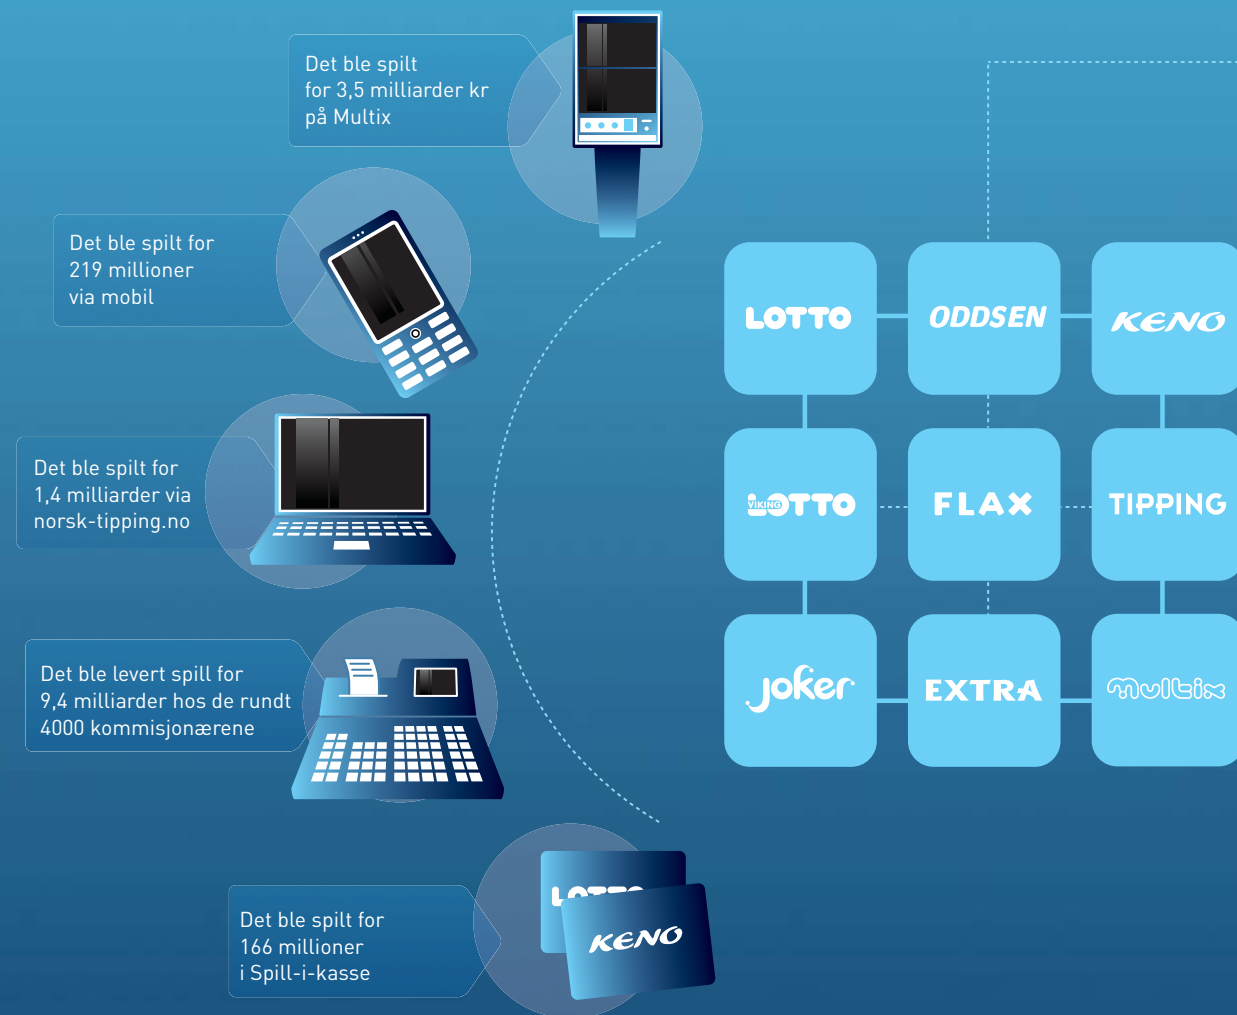 Det ble spilt
for 3,5 milliarder kr
på Multix
Det ble spilt for
219 millioner
via mobil
Det ble spilt for
1,4 milliarder via
norsk-tipping.no
Det ble levert spill for
9,4 milliarder hos de rundt
4000 kommisjonærene
Det ble spilt for
166 millioner
i Spill-i-kasse
LOTTO
KENO
LOTTO
ODDSEN
KENO
VIKING
LOTTO
FLAX
TIPPING
joker
EXTRA
multix